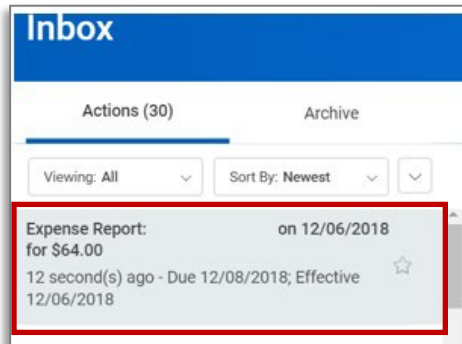 Inbox
Actions (30)
Archive
Viewing: All
Sort By: Newest
Expense Report: on 12/06/2018
for $64.00
12 second(s) ago - Due 12/08/2018; Effective
12/06/2018